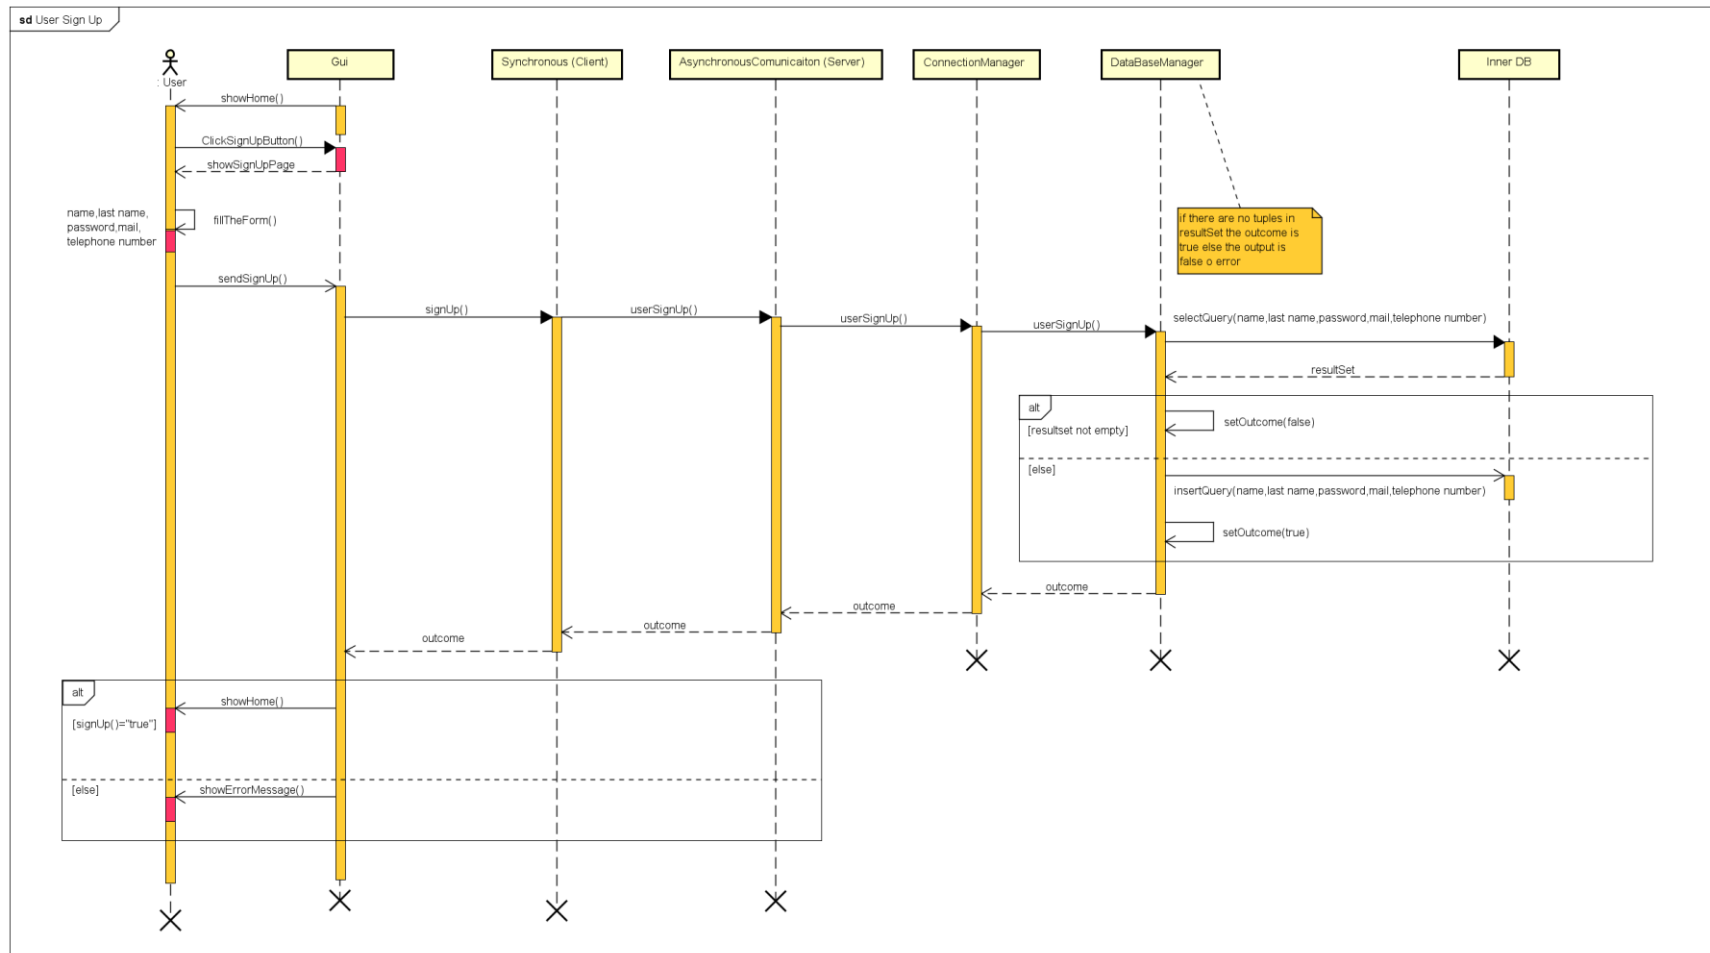 sd User Sign Up
: User
Gui
Synchronous (Client)
AsynchronousComunicaiton (Server)
ConnectionManager
DataBaseManager
Inner DB
showHome()
ClickSignUpButton()
showSignUpPage
name,last name,
password,mail,
telephone number
fillTheForm()
if there are no tuples in
resultSet the outcome is
true else the output is
false o error
sendSignUp()
signUp()
userSignUp()
userSignUp()
userSignUp()
selectQuery(name,last name,password,mail,telephone number)
resultSet
alt
[resultset not empty]
setOutcome(false)
[else]
insertQuery(name,last name,password,mail,telephone number)
setOutcome(true)
outcome
outcome
outcome
outcome
alt
showHome()
[signUp()="true"]
[else]
showErrorMessage()